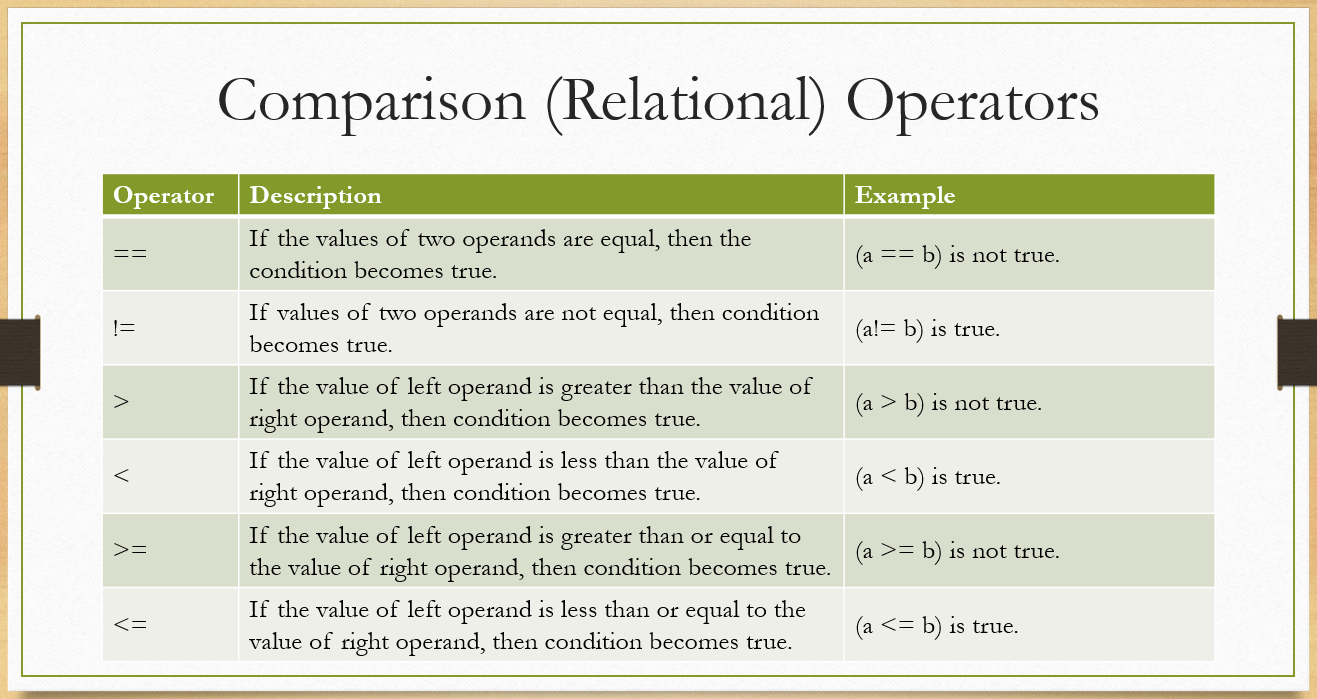 Comparison (Relational) Operators
Operator Description Example
==
If the values of two operands are equal, then the
condition becomes true.
(a == b) is not true.
!=
If values of two operands are not equal, then condition
becomes true.
(a!= b) is true.
>
If the value of left operand is greater than the value of
right operand, then condition becomes true.
(a > b) is not true.
<
If the value of left operand is less than the value of
right operand, then condition becomes true.
(a < b) is true.
>=
If the value of left operand is greater than or equal to
the value of right operand, then condition becomes true.
(a >= b) is not true.
<=
If the value of left operand is less than or equal to the
value of right operand, then condition becomes true.
(a <= b) is true.